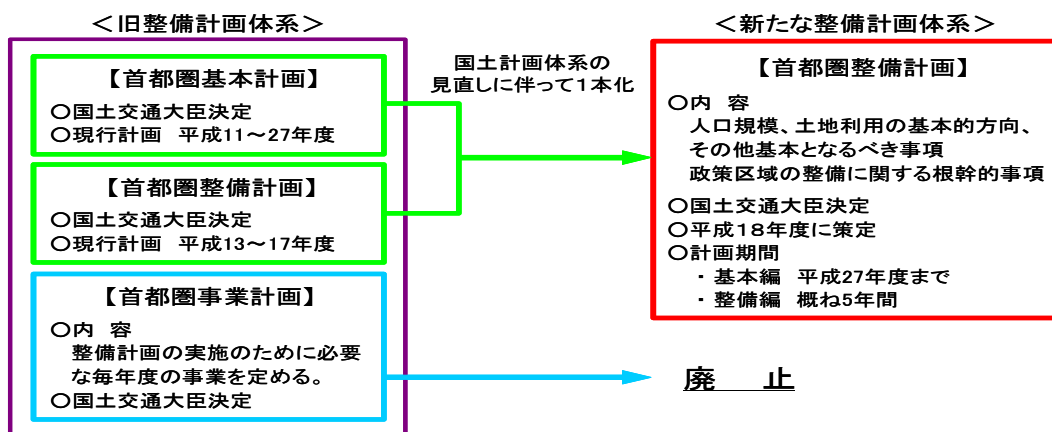 ＜旧整備計画体系＞
【首都圏基本計画】
○国土交通大臣決定
○現行計画　平成11～27年度
【首都圏整備計画】
○国土交通大臣決定
○現行計画　平成13～17年度
【首都圏事業計画】
○内　容
整備計画の実施のために必要
な毎年度の事業を定める。
○国土交通大臣決定
国土計画体系の
見直しに伴って１本化
＜新たな整備計画体系＞
【首都圏整備計画】
○内　容
人口規模、土地利用の基本的方向、
その他基本となるべき事項
政策区域の整備に関する根幹的事項
○国土交通大臣決定
○平成１８年度に策定
○計画期間
・ 基本編　平成27年度まで
・ 整備編　概ね5年間
廃　止